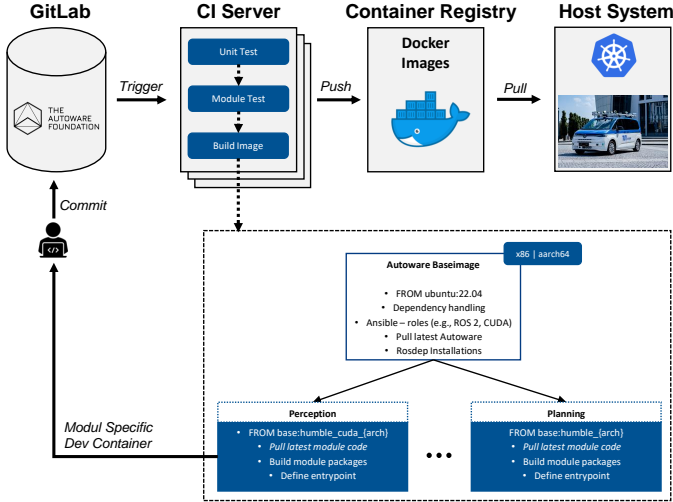 GitLab
CI Server
Container Registry
Host System
THE
AUTOWARE
FOUNDATION
Trigger
Unit Test
Module Test
Build Image
Push
Docker
Images
Pull
Commit
</>
x86 | aarch64
Autoware Baseimage
• FROM ubuntu:22.04
• Dependency handling
• Ansible – roles (e.g., ROS 2, CUDA)
• Pull latest Autoware
• Rosdep Installations
Modul Specific
Dev Container
Perception
• FROM base:humble_cuda_{arch}
• Pull latest module code
• Build module packages
• Define entrypoint
•••
Planning
FROM base:humble_{arch}
• Pull latest module code
• Build module packages
• Define entrypoint